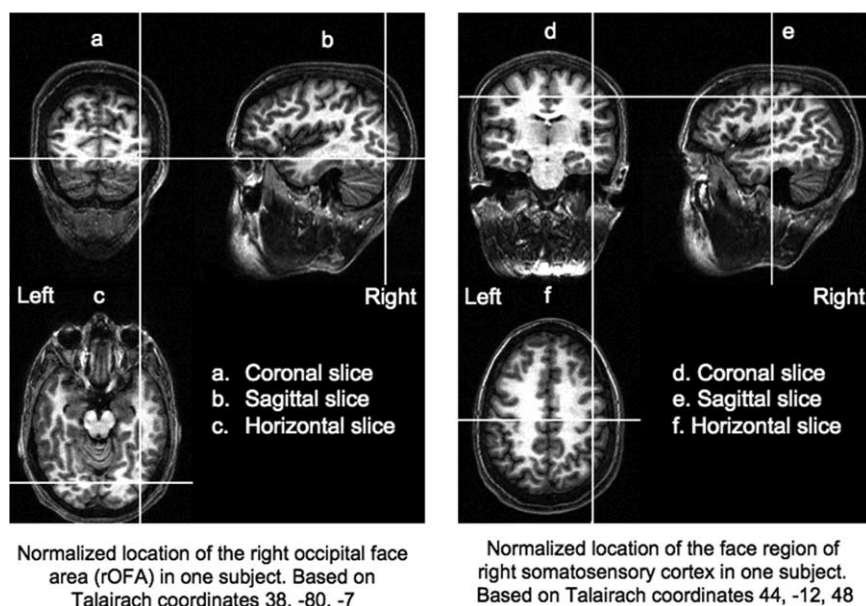 a
b
Left
c
Right
a. Coronal slice
b. Sagittal slice
c. Horizontal slice
Normalized location of the right occipital face
area (rOFA) in one subject. Based on
Talairach coordinates 38, -80, -7
d
e
Left
f
Right
d. Coronal slice
e. Sagittal slice
f. Horizontal slice
Normalized location of the face region of
right somatosensory cortex in one subject.
Based on Talairach coordinates 44, -12, 48